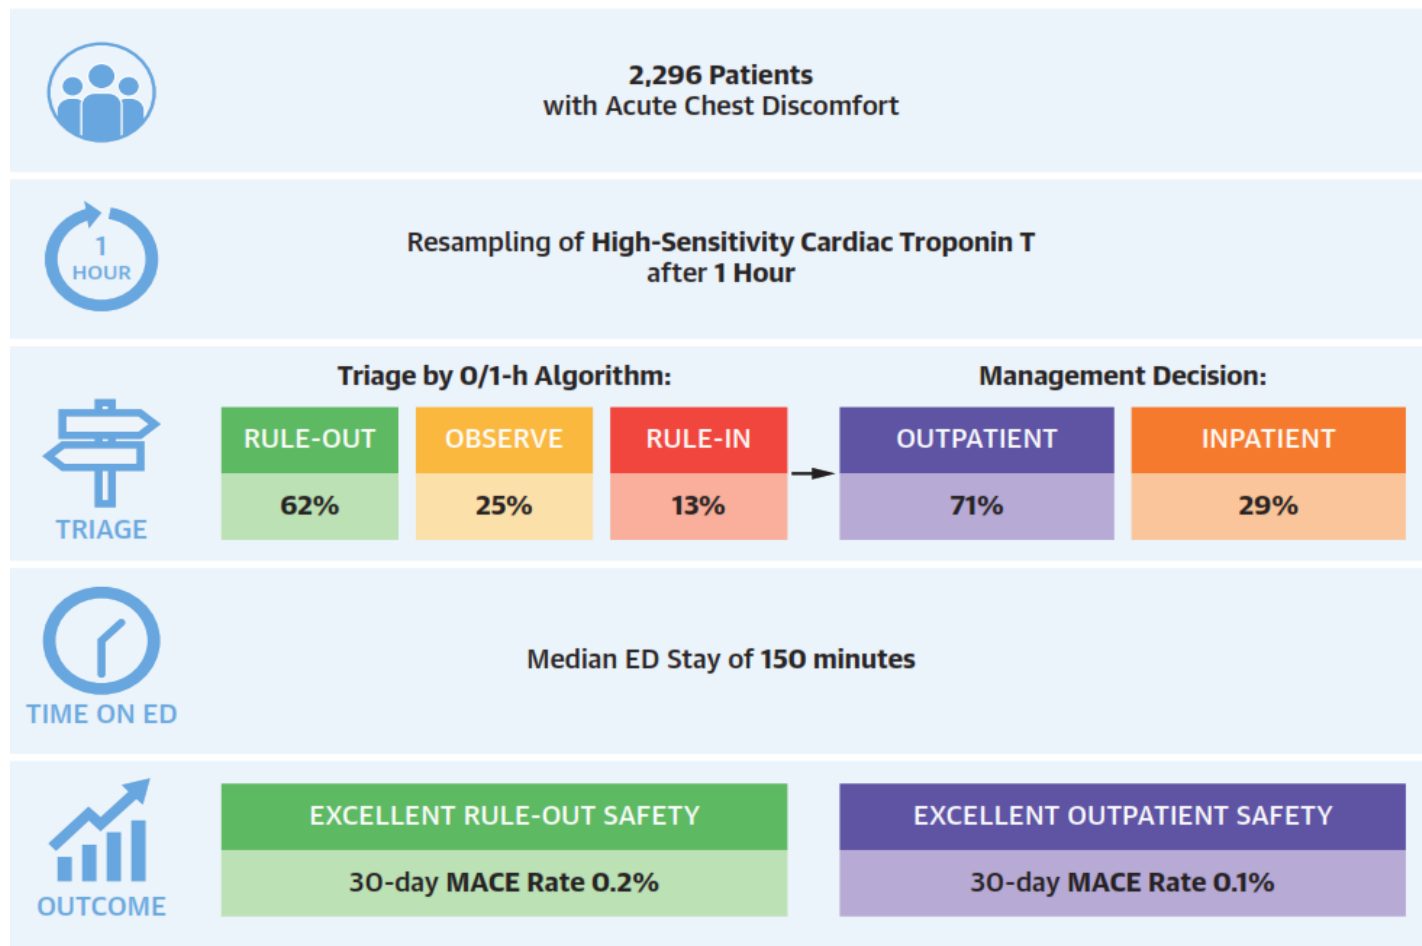 2,296 Patients
with Acute Chest Discomfort
1
HOUR
Resampling of High-Sensitivity Cardiac Troponin T
after 1 Hour
TRIAGE
Triage by 0/1-h Algorithm:
RULE-OUT
62%
OBSERVE
25%
RULE-IN
13%
Management Decision:
OUTPATIENT
71%
INPATIENT
29%
TIME ON ED
Median ED Stay of 150 minutes
OUTCOME
EXCELLENT RULE-OUT SAFETY
30-day MACE Rate 0.2%
EXCELLENT OUTPATIENT SAFETY
30-day MACE Rate 0.1%